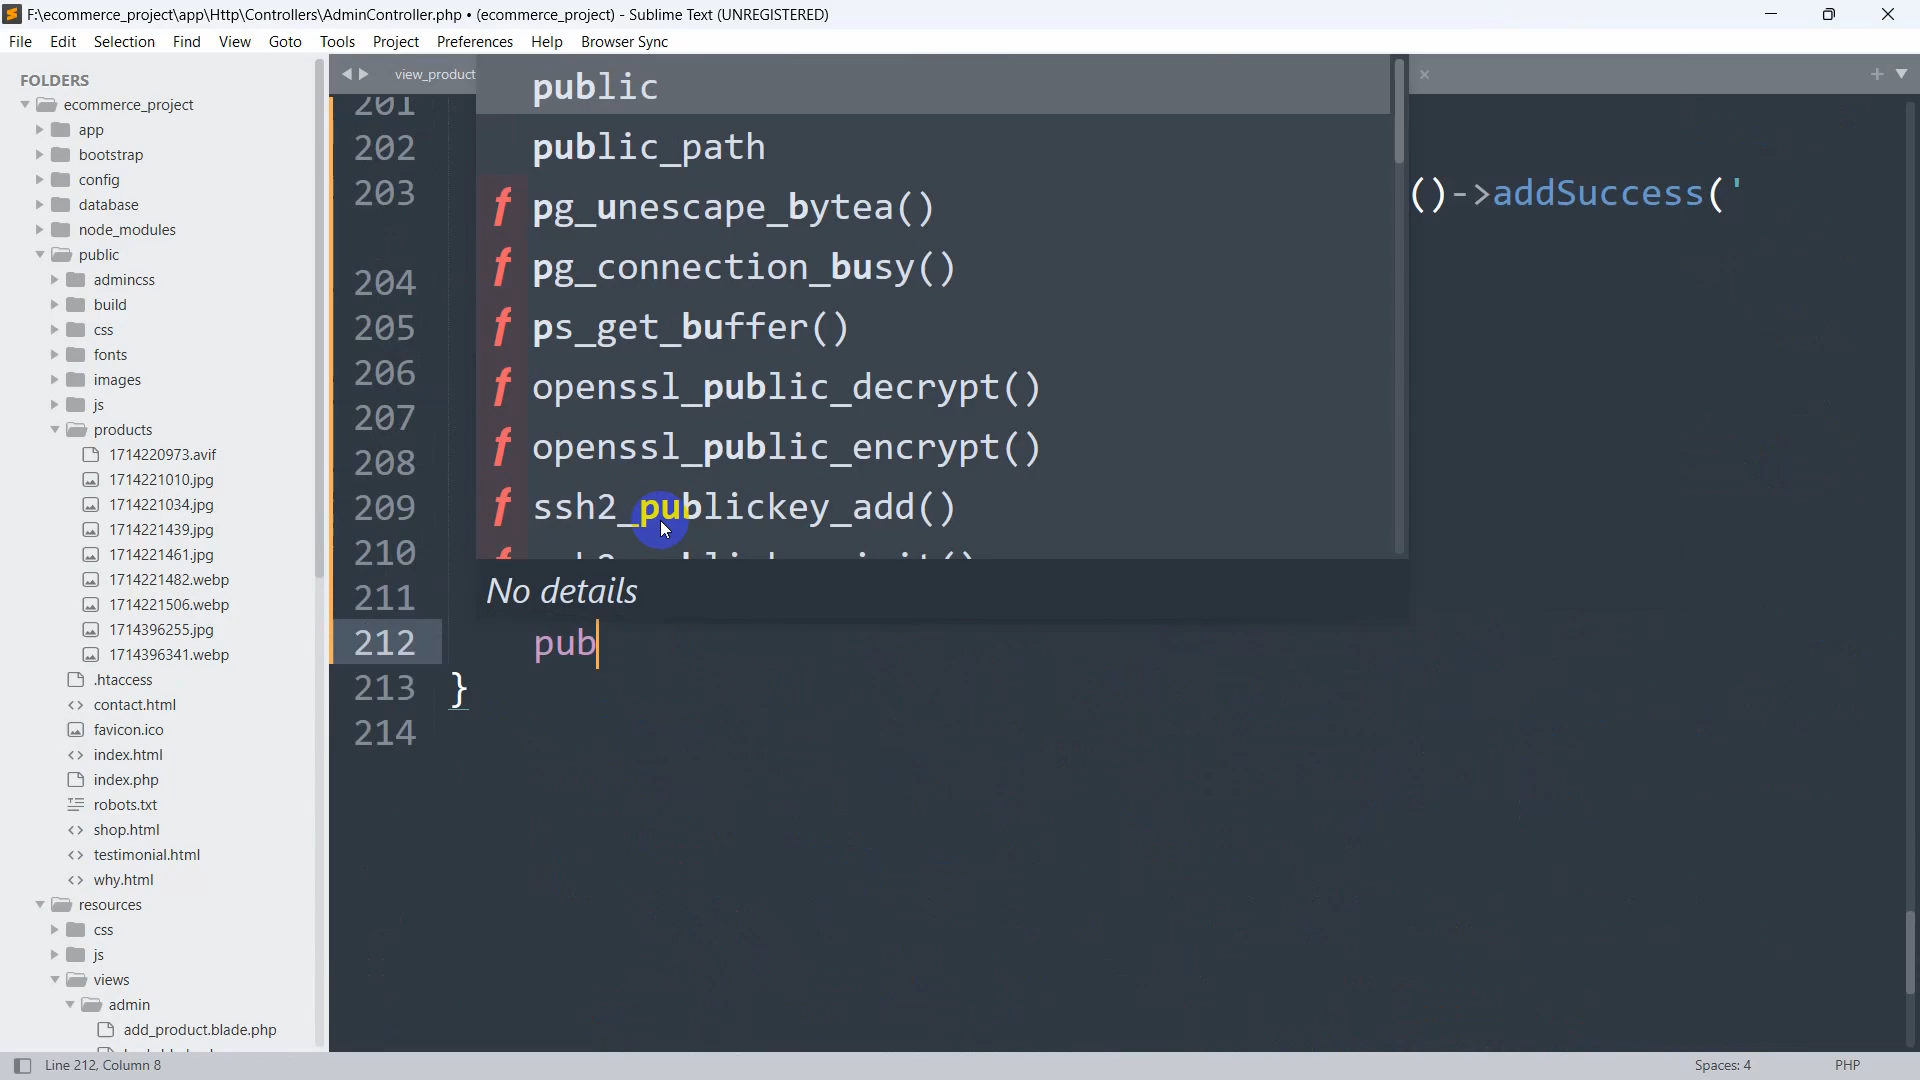 F:\ecommerce_project\app\Http\Controllers\AdminController.php • (ecommerce_project) - Sublime Text (UNREGISTERED)
File Edit Selection Find View Goto Tools Project Preferences Help Browser Sync
FOLDERS
ecommerce_project
app
bootstrap
config
database
node_modules
public
admincss
build
css
fonts
images
js
products
1714220973.avif
1714221010.jpg
1714221034.jpg
1714221439.jpg
1714221461.jpg
1714221482.webp
1714221506.webp
1714396255.jpg
1714396341.webp
.htaccess
contact.html
favicon.ico
index.html
index.php
robots.txt
shop.html
testimonial.html
why.html
resources
css
js
views
admin
add_product.blade.php
view_product
201
202
203 ()->addSuccess('
204
205
206
207
208
209
210
211
212 pub
213 }
214
public
public_path
f pg_unescape_bytea()
f pg_connection_busy()
f ps_get_buffer()
f openssl_public_decrypt()
f openssl_public_encrypt()
f ssh2_publickey_add()
No details
Line 212, Column 8
Spaces: 4
PHP